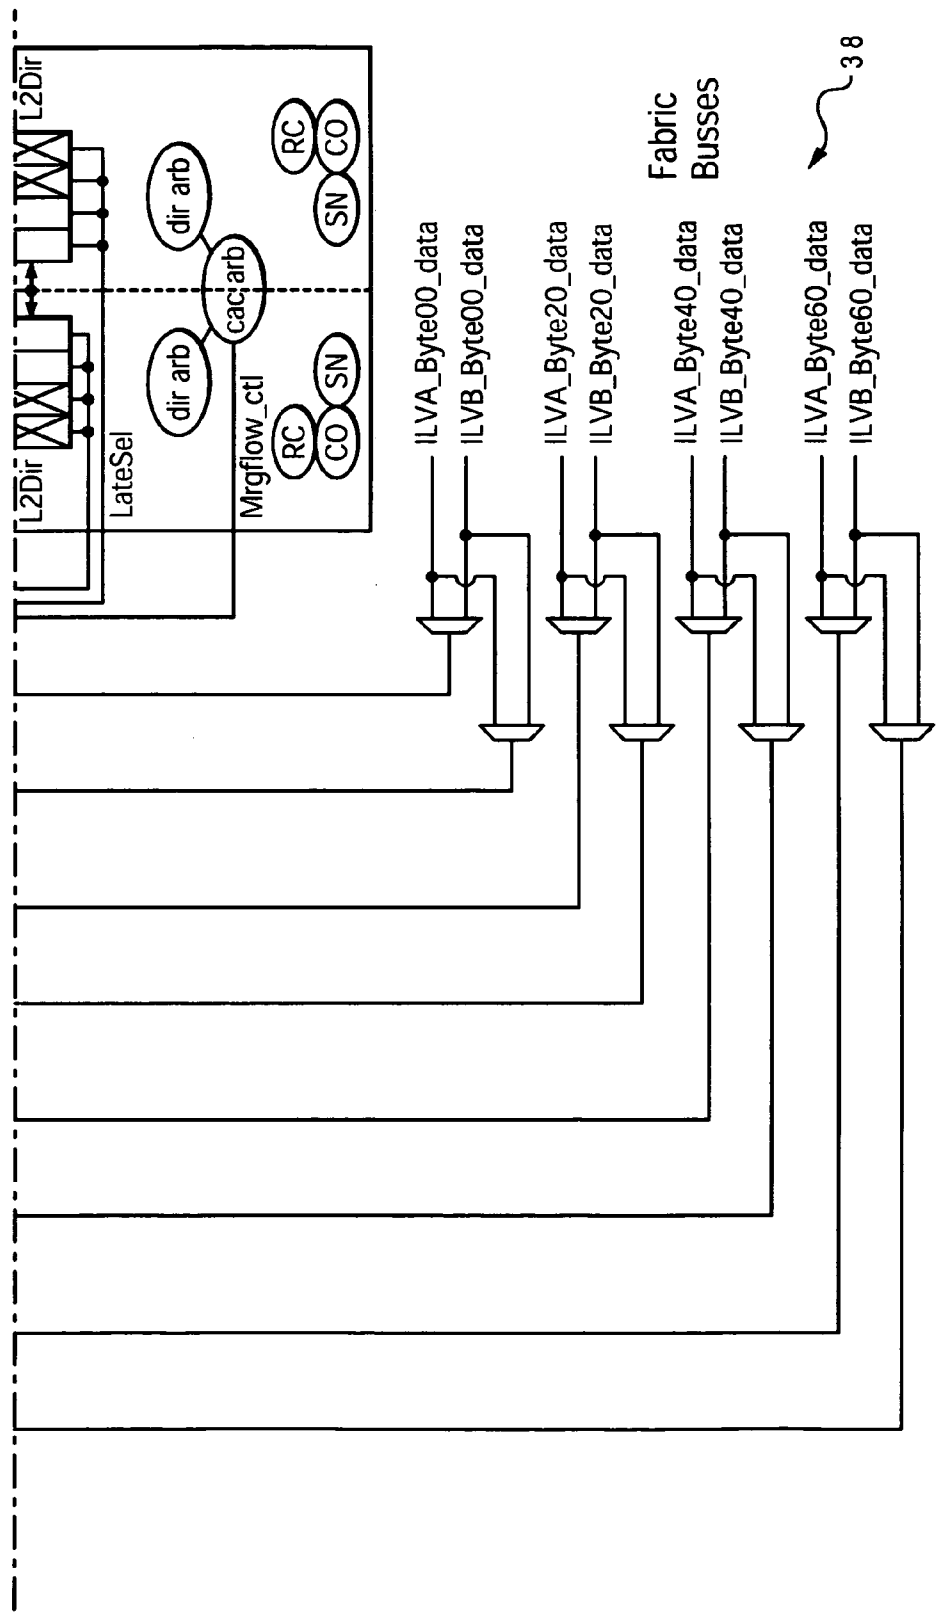 L2Dir
L2Dir
LateSel
dir arb
dir arb
cac arb
Mrgflow_ctl
RC
CO
SN
SN
RC
CO
ILVA_Byte00_data
ILVB_Byte00_data
ILVA_Byte20_data
ILVB_Byte20_data
ILVA_Byte40_data
ILVB_Byte40_data
ILVA_Byte60_data
ILVB_Byte60_data
Fabric
Busses
38